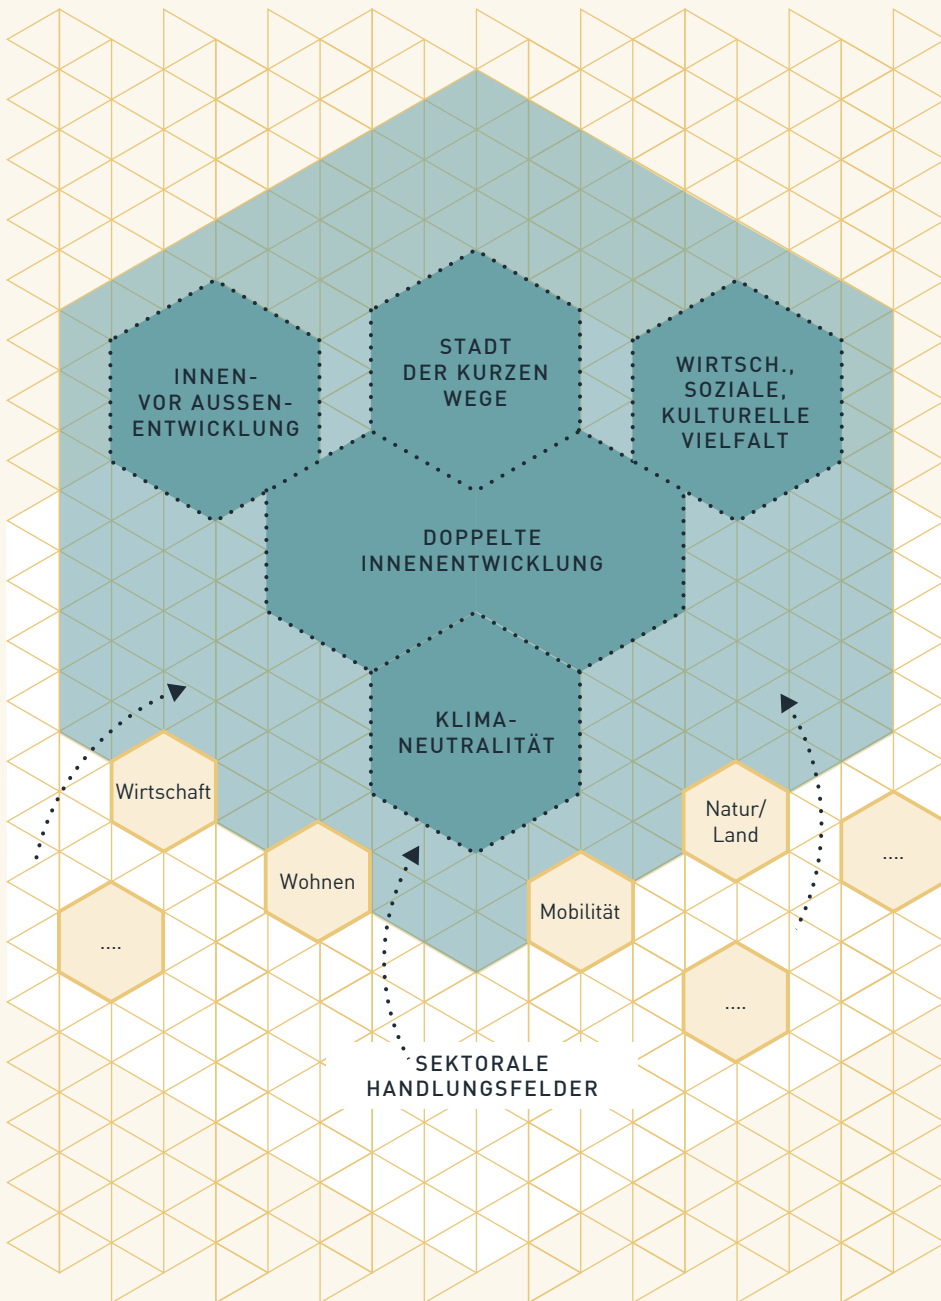 STADT
DER KURZEN
WEGE
INNEN-
VOR AUSSEN-
ENTWICKLUNG
WIRTSCH.,
SOZIALE,
KULTURELLE
VIELFALT
DOPPELTE
INNENENTWICKLUNG
KLIMA-
NEUTRALITÄT
Wirtschaft
Natur/
Land
....
Wohnen
Mobilität
....
....
SEKTORALE
HANDLUNGSFELDER